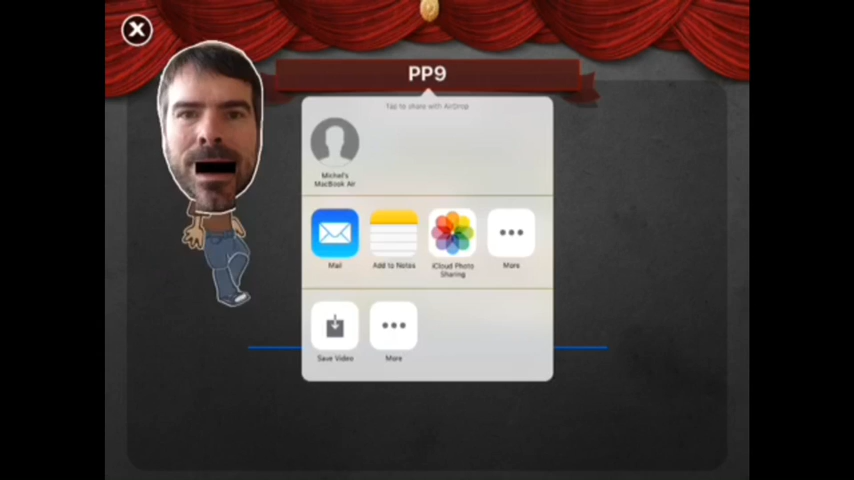 PP9
Tap to share with AirDrop
Michel's
MacBook Air
Mail
Add to Notes
iCloud Photo
Sharing
More
Save Video
More